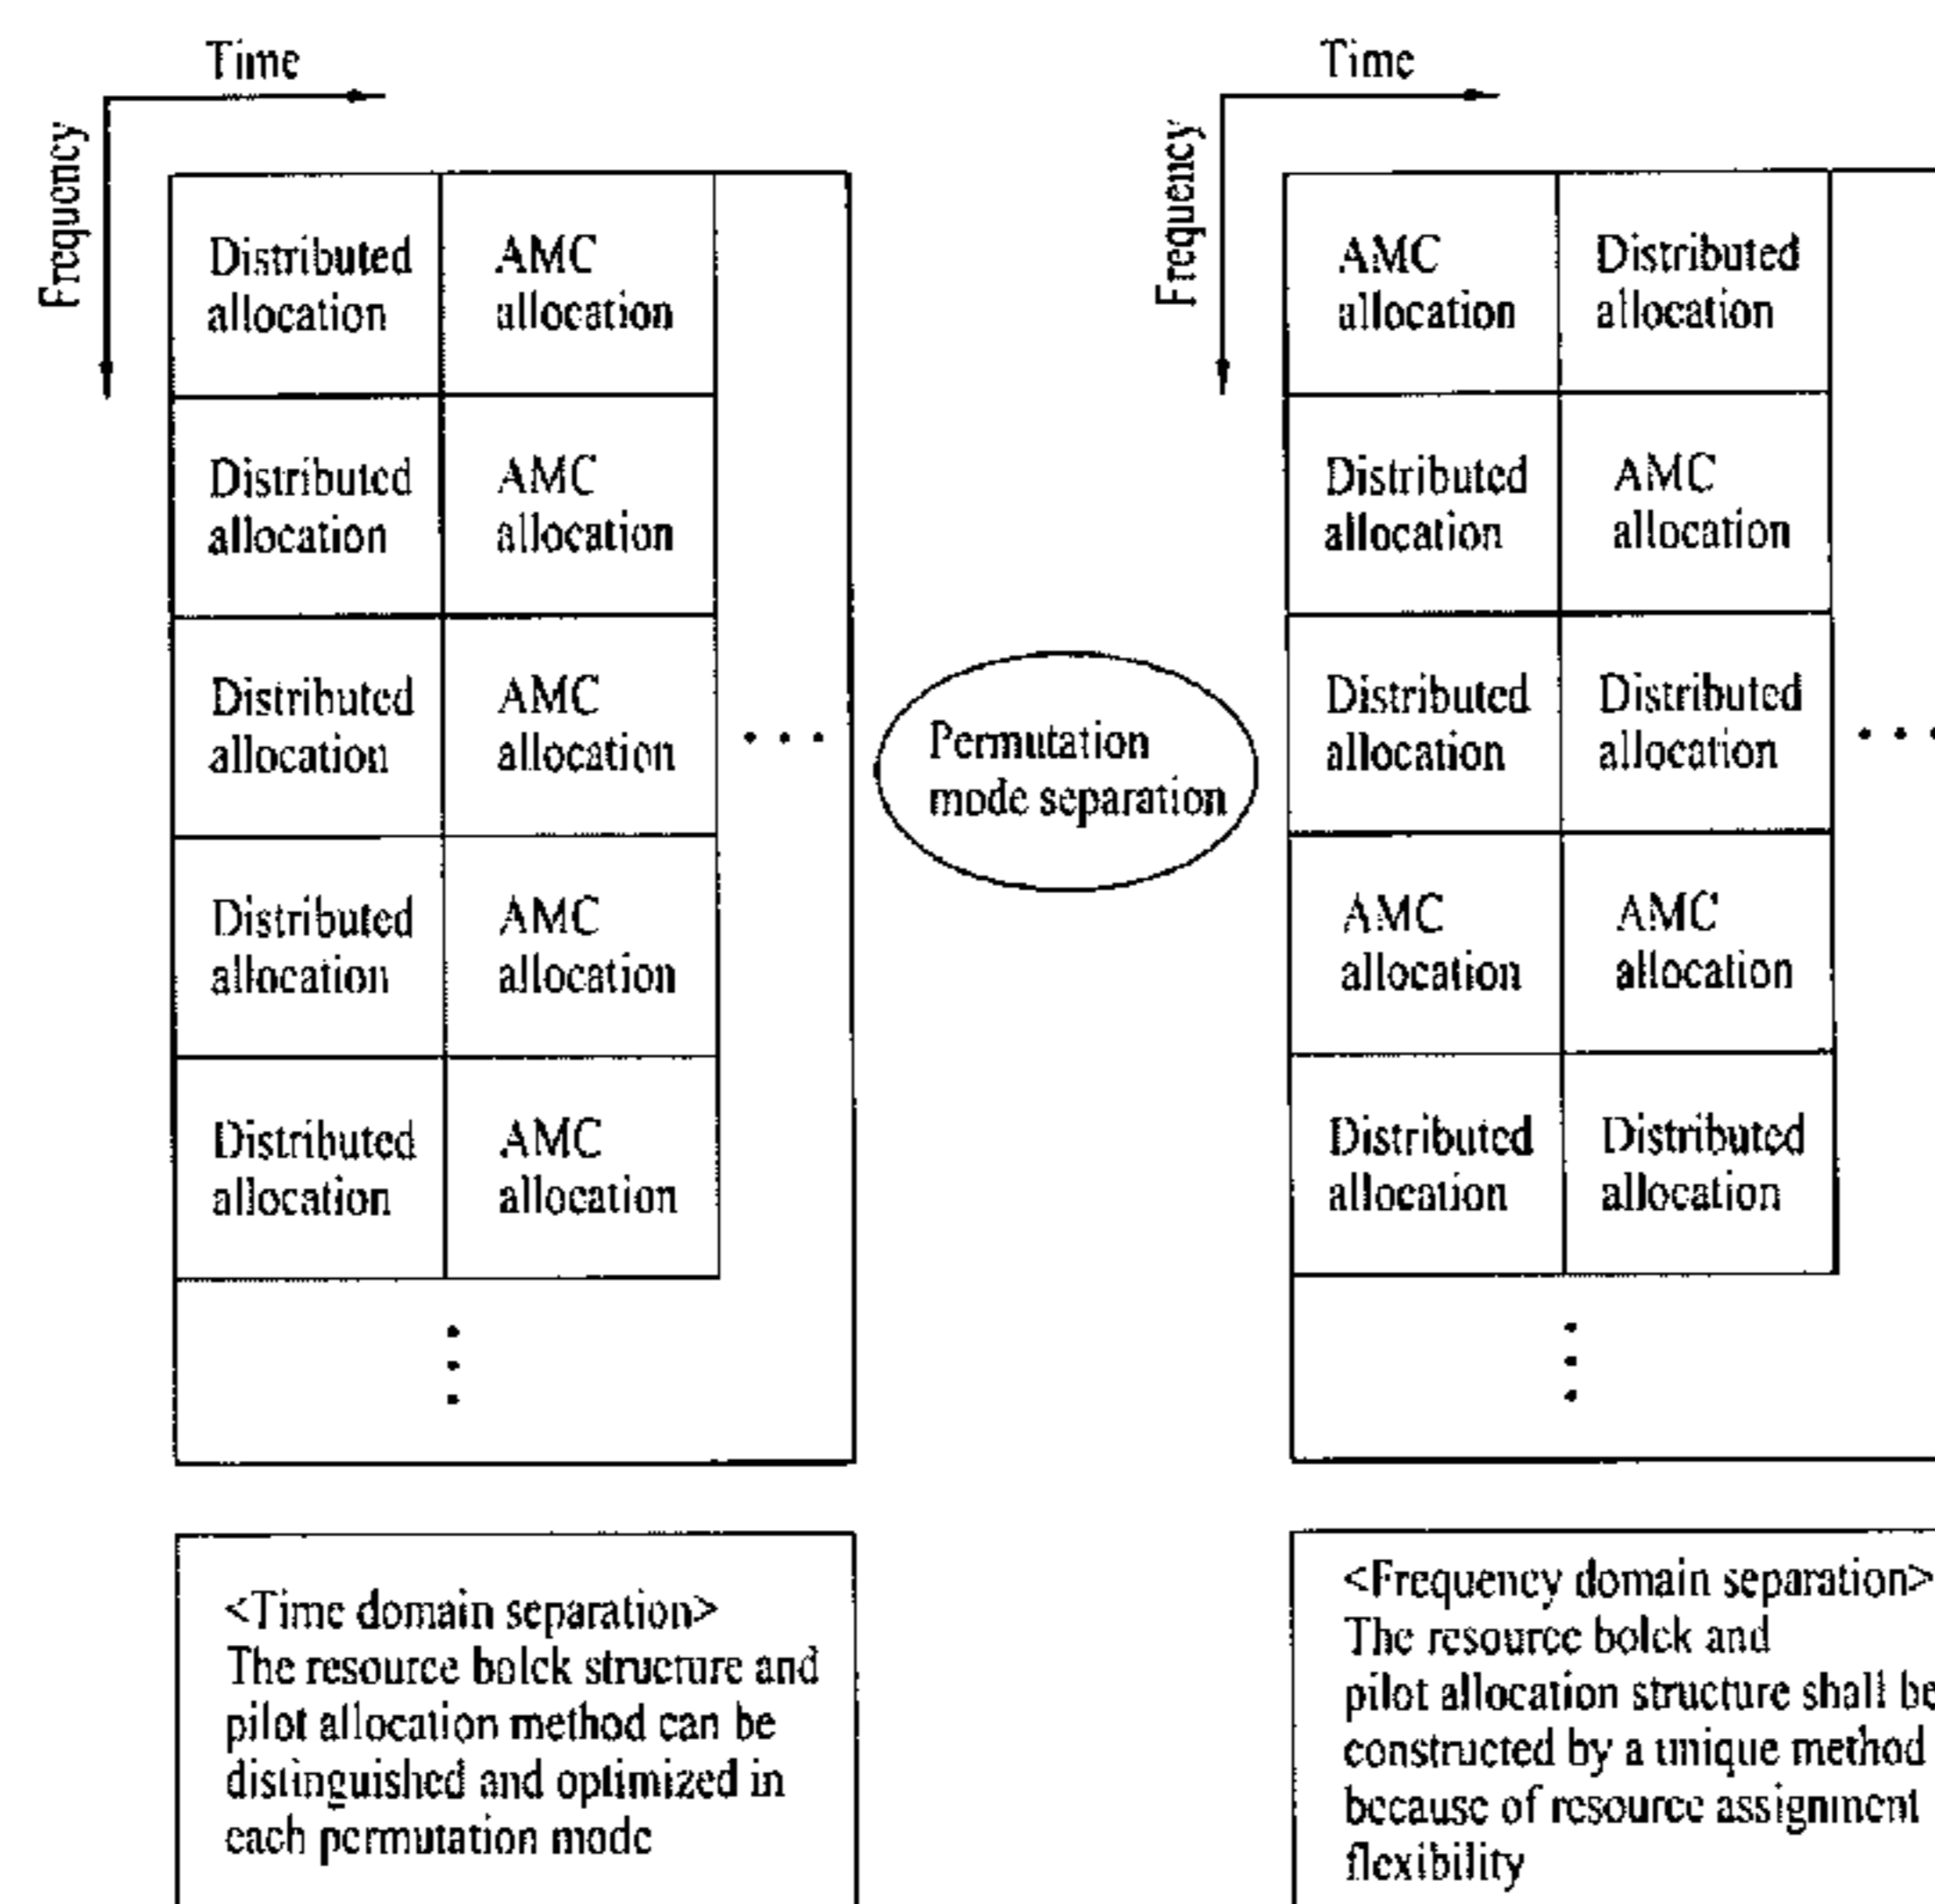 Time
Frequency
Distributed
allocation
AMC
allocation
Distributed
allocation
AMC
allocation
Distributed
allocation
AMC
allocation
Distributed
allocation
AMC
allocation
Distributed
allocation
AMC
allocation
Permutation
mode separation
Time
Frequency
AMC
allocation
Distributed
allocation
Distributed
allocation
AMC
allocation
Distributed
allocation
Distributed
allocation
AMC
allocation
AMC
allocation
Distributed
allocation
Distributed
allocation
<Time domain separation>
The resource bolck structure and
pilot allocation method can be
distinguished and optimized in
each permutation mode
<Frequency domain separation>
The resource bolck and
pilot allocation structure shall be
constructed by a unique method
because of resource assignment
flexibility